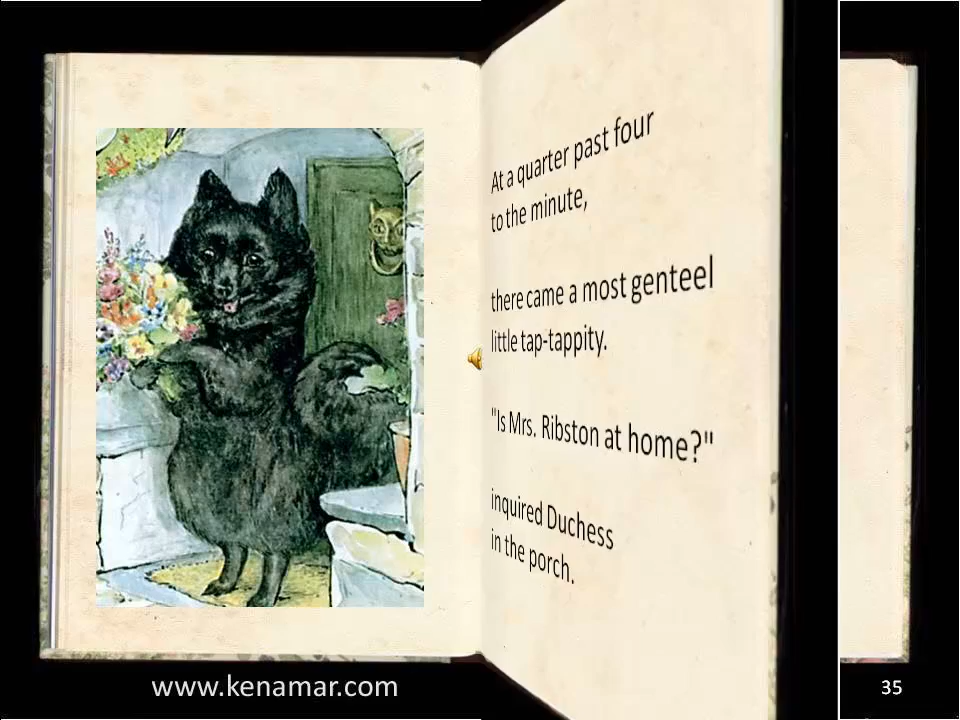 At a quarter past four
to the minute,
there came a most genteel
little tap-tappity.
"Is Mrs. Ribston at home?"
inquired Duchess
in the porch.
www.kenamar.com
35